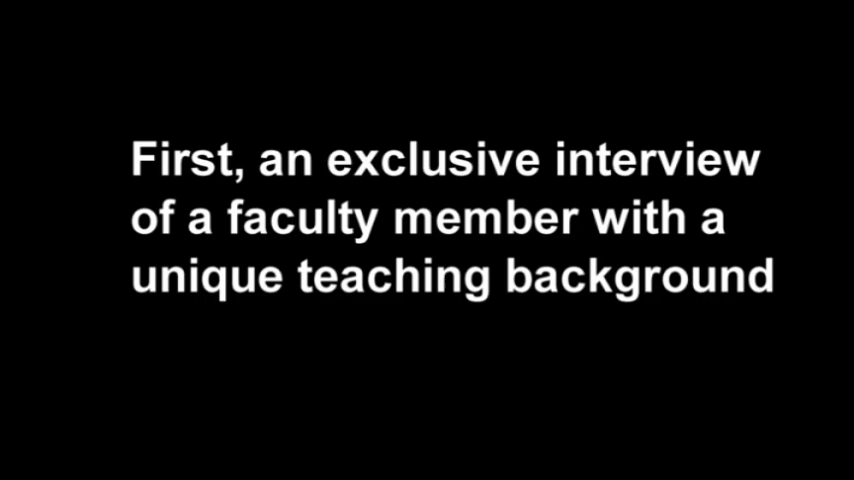 First, an exclusive interview
of a faculty member with a
unique teaching background